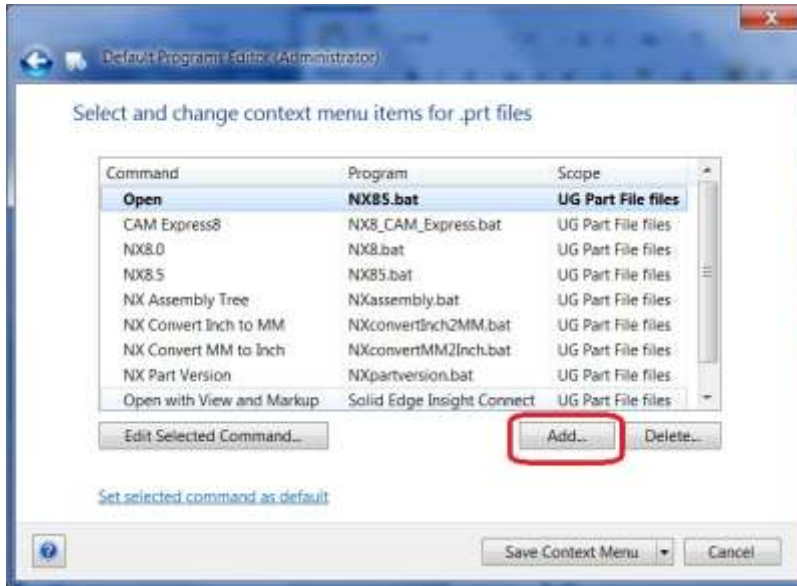 Default Programs Editor (Administrator)
Select and change context menu items for .prt files
Command Program Scope
Open NX85.bat UG Part File files
CAM Express8 NX8_CAM_Express.bat UG Part File files
NX8.0 NX8.bat UG Part File files
NX8.5 NX85.bat UG Part File files
NX Assembly Tree NXassembly.bat UG Part File files
NX Convert Inch to MM NXconvertInch2MM.bat UG Part File files
NX Convert MM to Inch NXconvertMM2Inch.bat UG Part File files
NX Part Version NXpartversion.bat UG Part File files
Open with View and Markup Solid Edge Insight Connect UG Part File files
Edit Selected Command... Add... Delete...
Set selected command as default
Save Context Menu Cancel